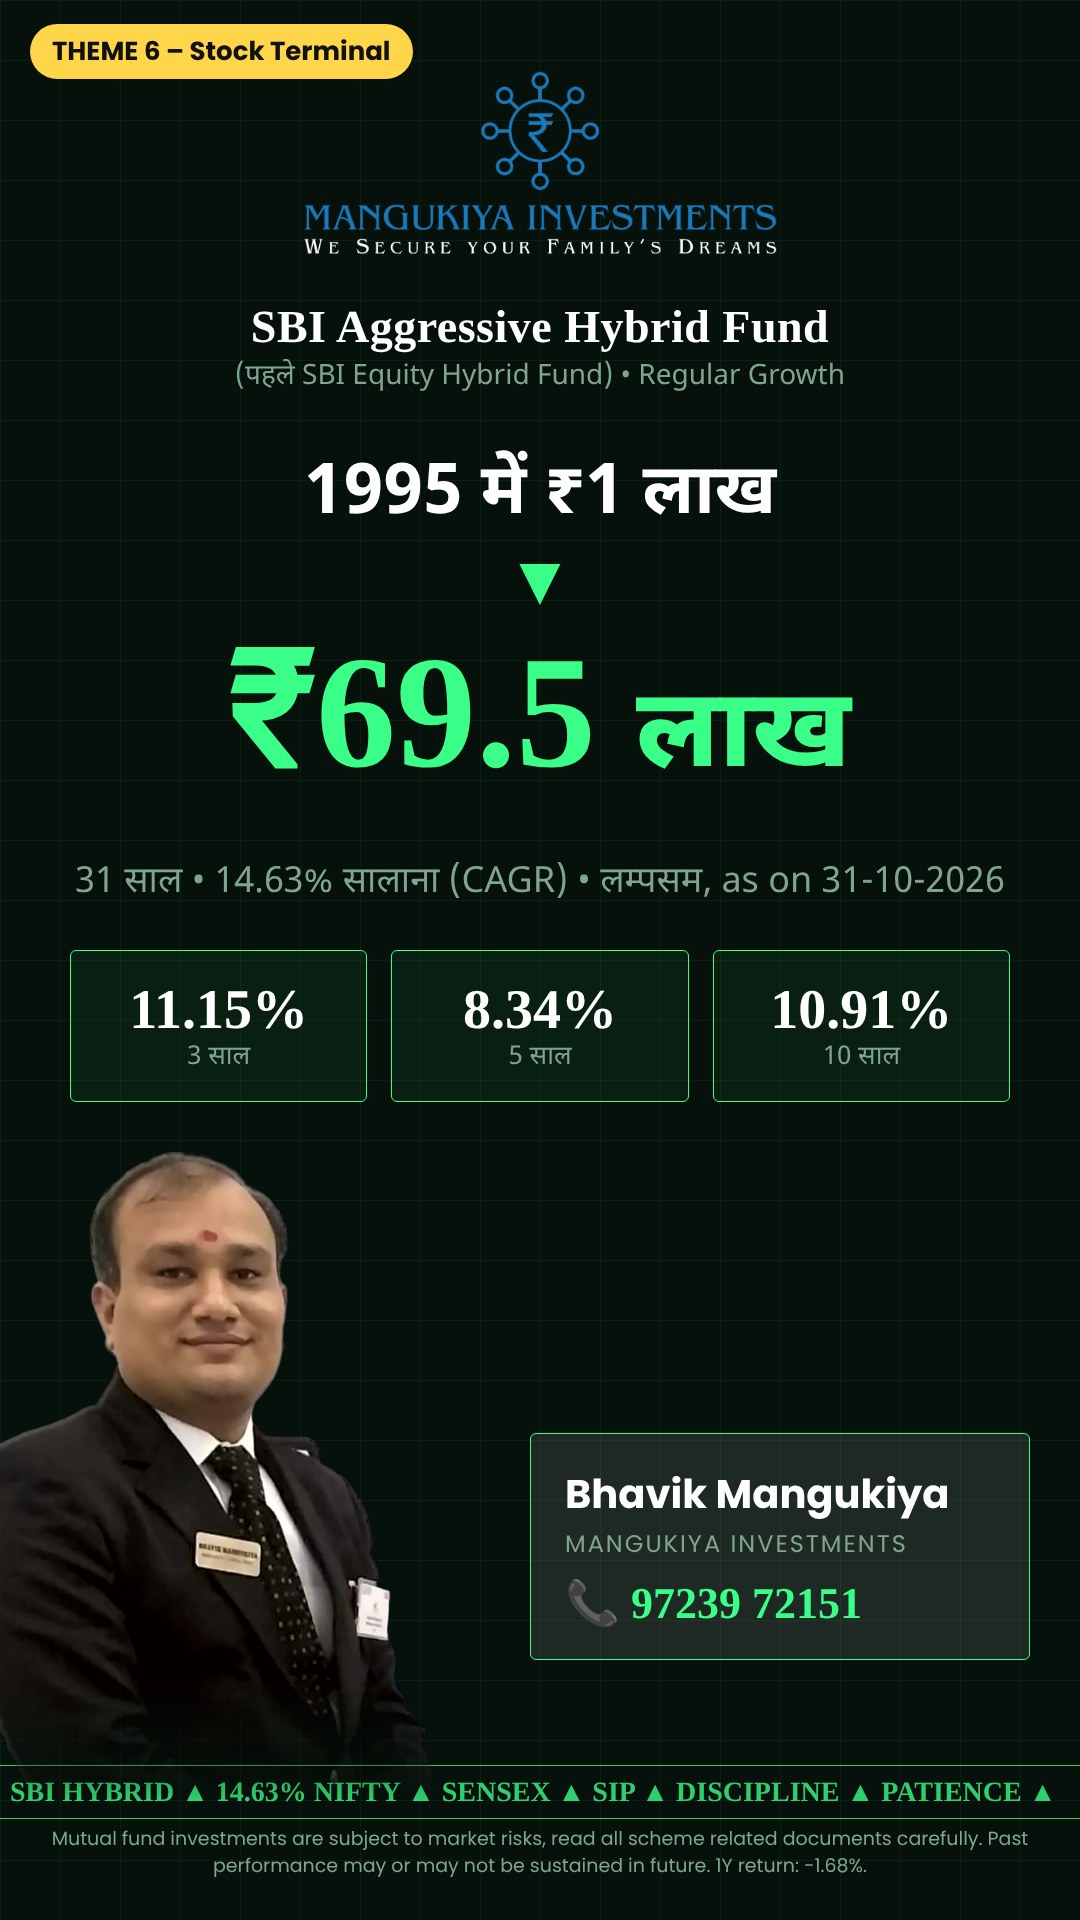 THEME 6 – Stock Terminal
₹
MANGUKIYA INVESTMENTS
WE SECURE YOUR FAMILY'S DREAMS
SBI Aggressive Hybrid Fund
(पहले SBI Equity Hybrid Fund) • Regular Growth
1995 में ₹1 लाख
▼
₹69.5 लाख
31 साल • 14.63% सालाना (CAGR) • लम्पसम, as on 31-10-2026
11.15% 8.34% 10.91%
3 साल 5 साल 10 साल
BHAVIK MANGUKIYA
Bhavik Mangukiya
MANGUKIYA INVESTMENTS
📞 97239 72151
SBI HYBRID ▲ 14.63% NIFTY ▲ SENSEX ▲ SIP ▲ DISCIPLINE ▲ PATIENCE ▲
Mutual fund investments are subject to market risks, read all scheme related documents carefully. Past
performance may or may not be sustained in future. 1Y return: -1.68%.